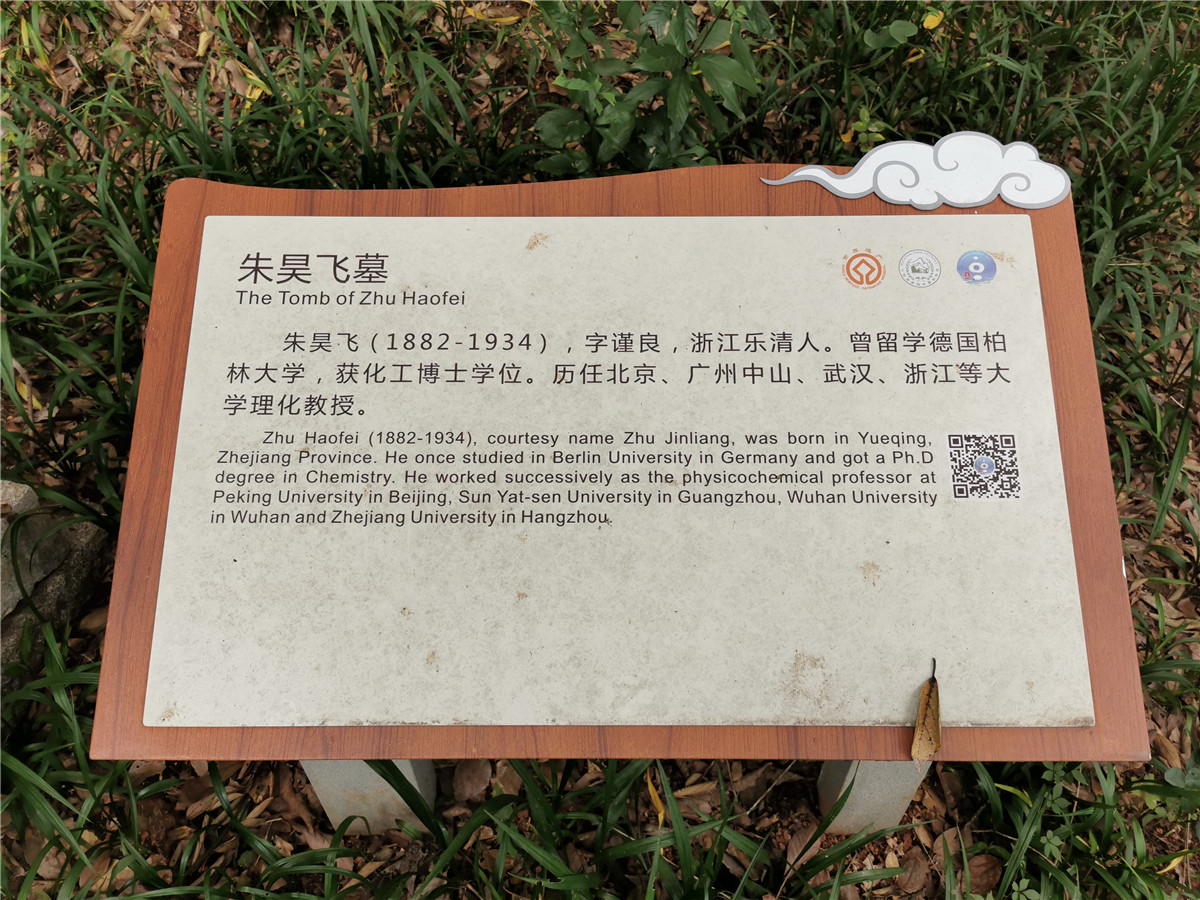 朱昊飞墓
The Tomb of Zhu Haofei
朱昊飞（1882-1934），字谨良，浙江乐清人。曾留学德国柏
林大学，获化工博士学位。历任北京、广州中山、武汉、浙江等大
学理化教授。
Zhu Haofei (1882-1934), courtesy name Zhu Jinliang, was born in Yueqing,
Zhejiang Province. He once studied in Berlin University in Germany and got a Ph.D
degree in Chemistry. He worked successively as the physicochemical professor at
Peking University in Beijing, Sun Yat-sen University in Guangzhou, Wuhan University
in Wuhan and Zhejiang University in Hangzhou.